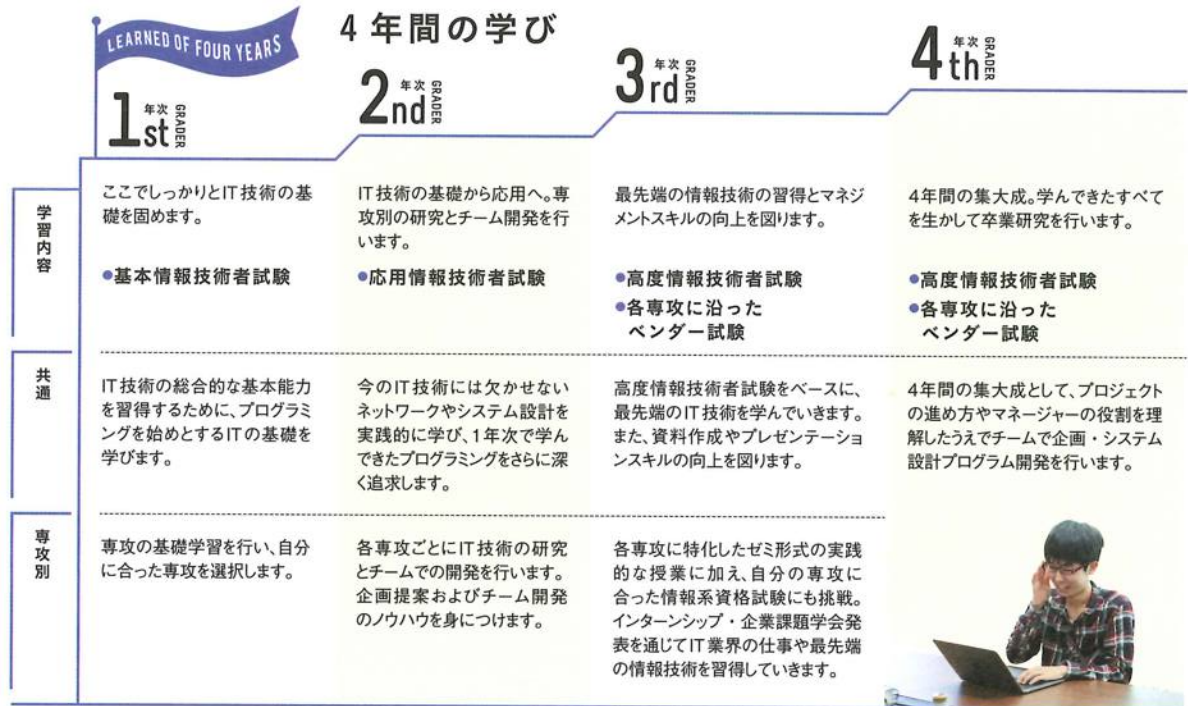 LEARNED OF FOUR YEARS
4年間の学び
1st 年次 GRADER
2nd 年次 GRADER
3rd 年次 GRADER
4th 年次 GRADER
学習内容
ここでしっかりとIT技術の基
礎を固めます。
●基本情報技術者試験
IT技術の基礎から応用へ。専
攻別の研究とチーム開発を行
います。
●応用情報技術者試験
最先端の情報技術の習得とマネジ
メントスキルの向上を図ります。
●高度情報技術者試験
●各専攻に沿った
ベンダー試験
4年間の集大成。学んできたすべて
を生かして卒業研究を行います。
●高度情報技術者試験
●各専攻に沿った
ベンダー試験
共通
IT技術の総合的な基本能力
を習得するために、プログラミ
ングを始めとするITの基礎を
学びます。
今のIT技術には欠かせない
ネットワークやシステム設計を
実践的に学び、1年次で学ん
できたプログラミングをさらに深
く追求します。
高度情報技術者試験をベースに、
最先端のIT技術を学んでいきます。
また、資料作成やプレゼンテーショ
ンスキルの向上を図ります。
4年間の集大成として、プロジェクト
の進め方やマネージャーの役割を理
解したうえでチームで企画・システム
設計プログラム開発を行います。
専攻別
専攻の基礎学習を行い、自分
に合った専攻を選択します。
各専攻ごとにIT技術の研究
とチームでの開発を行います。
企画提案およびチーム開発
のノウハウを身につけます。
各専攻に特化したゼミ形式の実践
的な授業に加え、自分の専攻に
合った情報系資格試験にも挑戦。
インターンシップ・企業課題学会発
表を通じてIT業界の仕事や最先端
の情報技術を習得していきます。